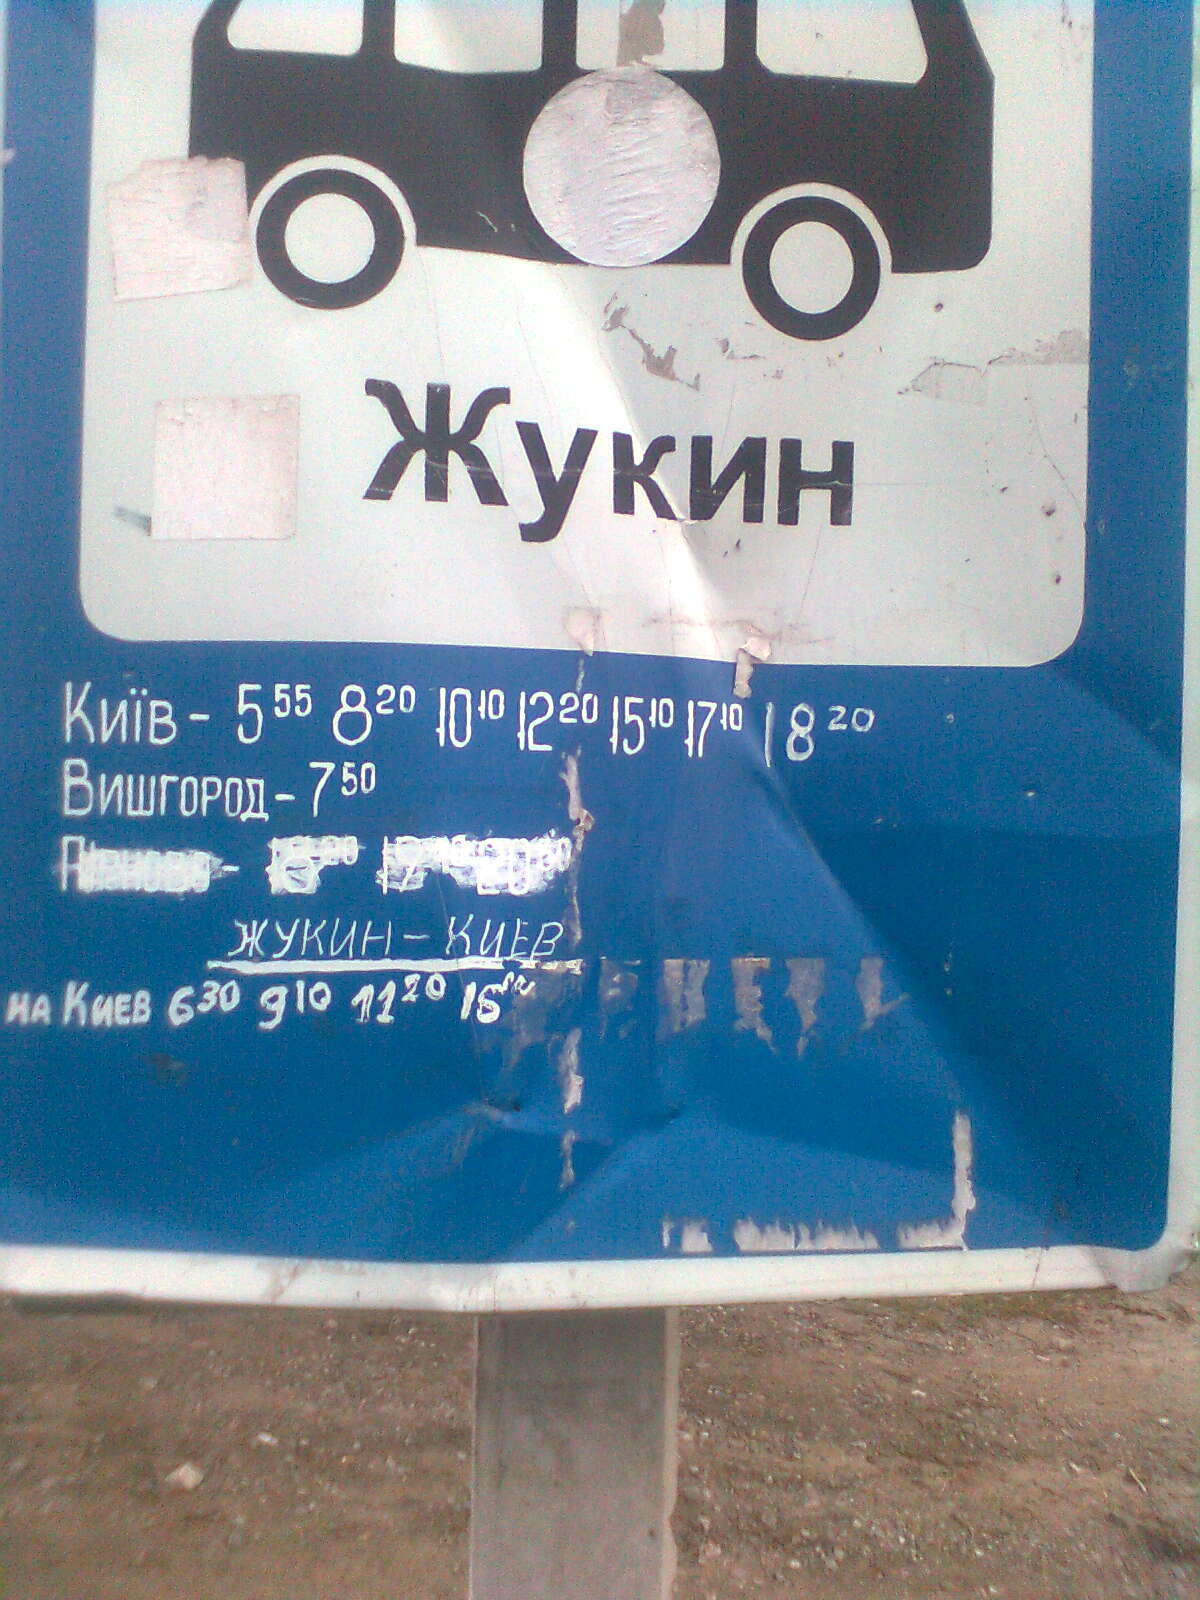 Жукин
Київ - 5 55 8 20 10 10 12 20 15 10 17 10 18 20
Вишгород - 7 50
ЖУКИН - КИЕВ
на Киев 6 30 9 10 11 20